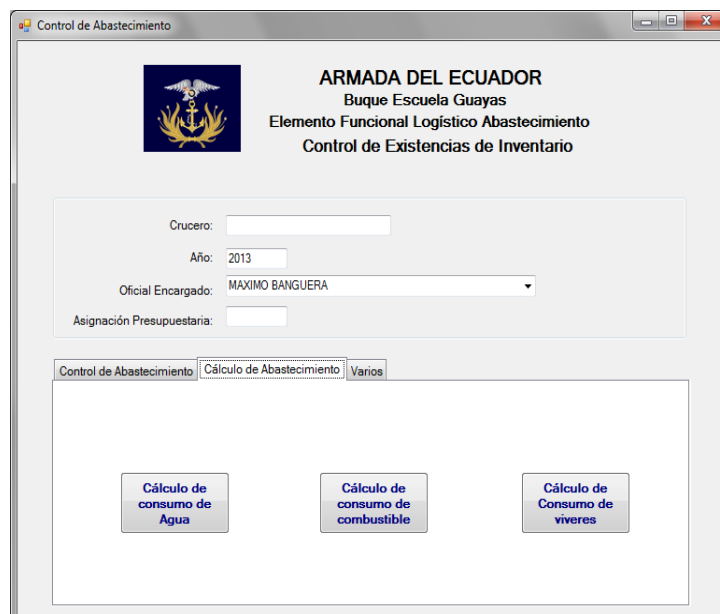 Control de Abastecimiento
ARMADA DEL ECUADOR
Buque Escuela Guayas
Elemento Funcional Logístico Abastecimiento
Control de Existencias de Inventario
Crucero:
Año: 2013
Oficial Encargado: MAXIMO BANGUERA
Asignación Presupuestaria:
Control de Abastecimiento Cálculo de Abastecimiento Varios
Cálculo de
consumo de
Agua
Cálculo de
consumo de
combustible
Cálculo de
Consumo de
viveres